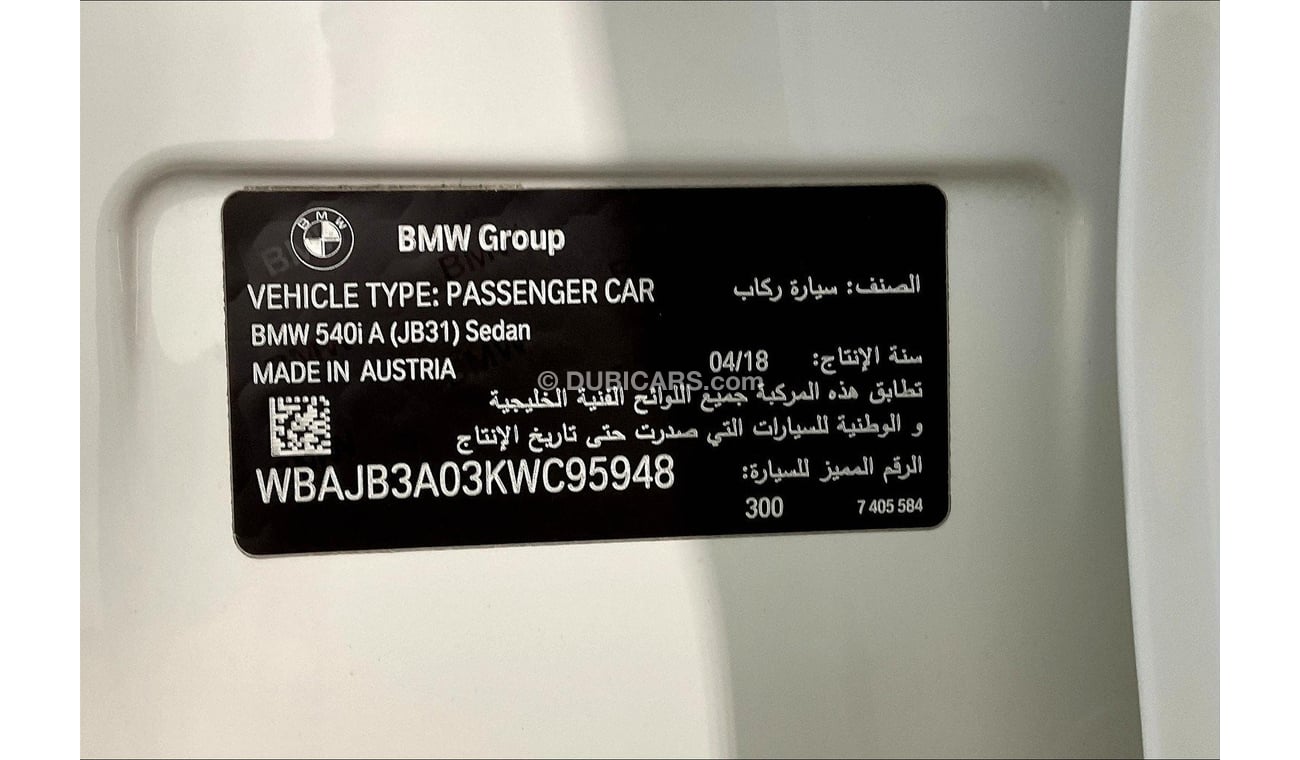 BMW
BMW Group
VEHICLE TYPE: PASSENGER CAR الصنف: سيارة ركاب
BMW 540i A (JB31) Sedan
MADE IN AUSTRIA 04/18 سنة الإنتاج:
© DUBICARS.com
تطابق هذه المركبة جميع اللوائح الفنية الخليجية
و الوطنية للسيارات التي صدرت حتى تاريخ الإنتاج
WBAJB3A03KWC95948 الرقم المميز للسيارة:
300 7 405 584